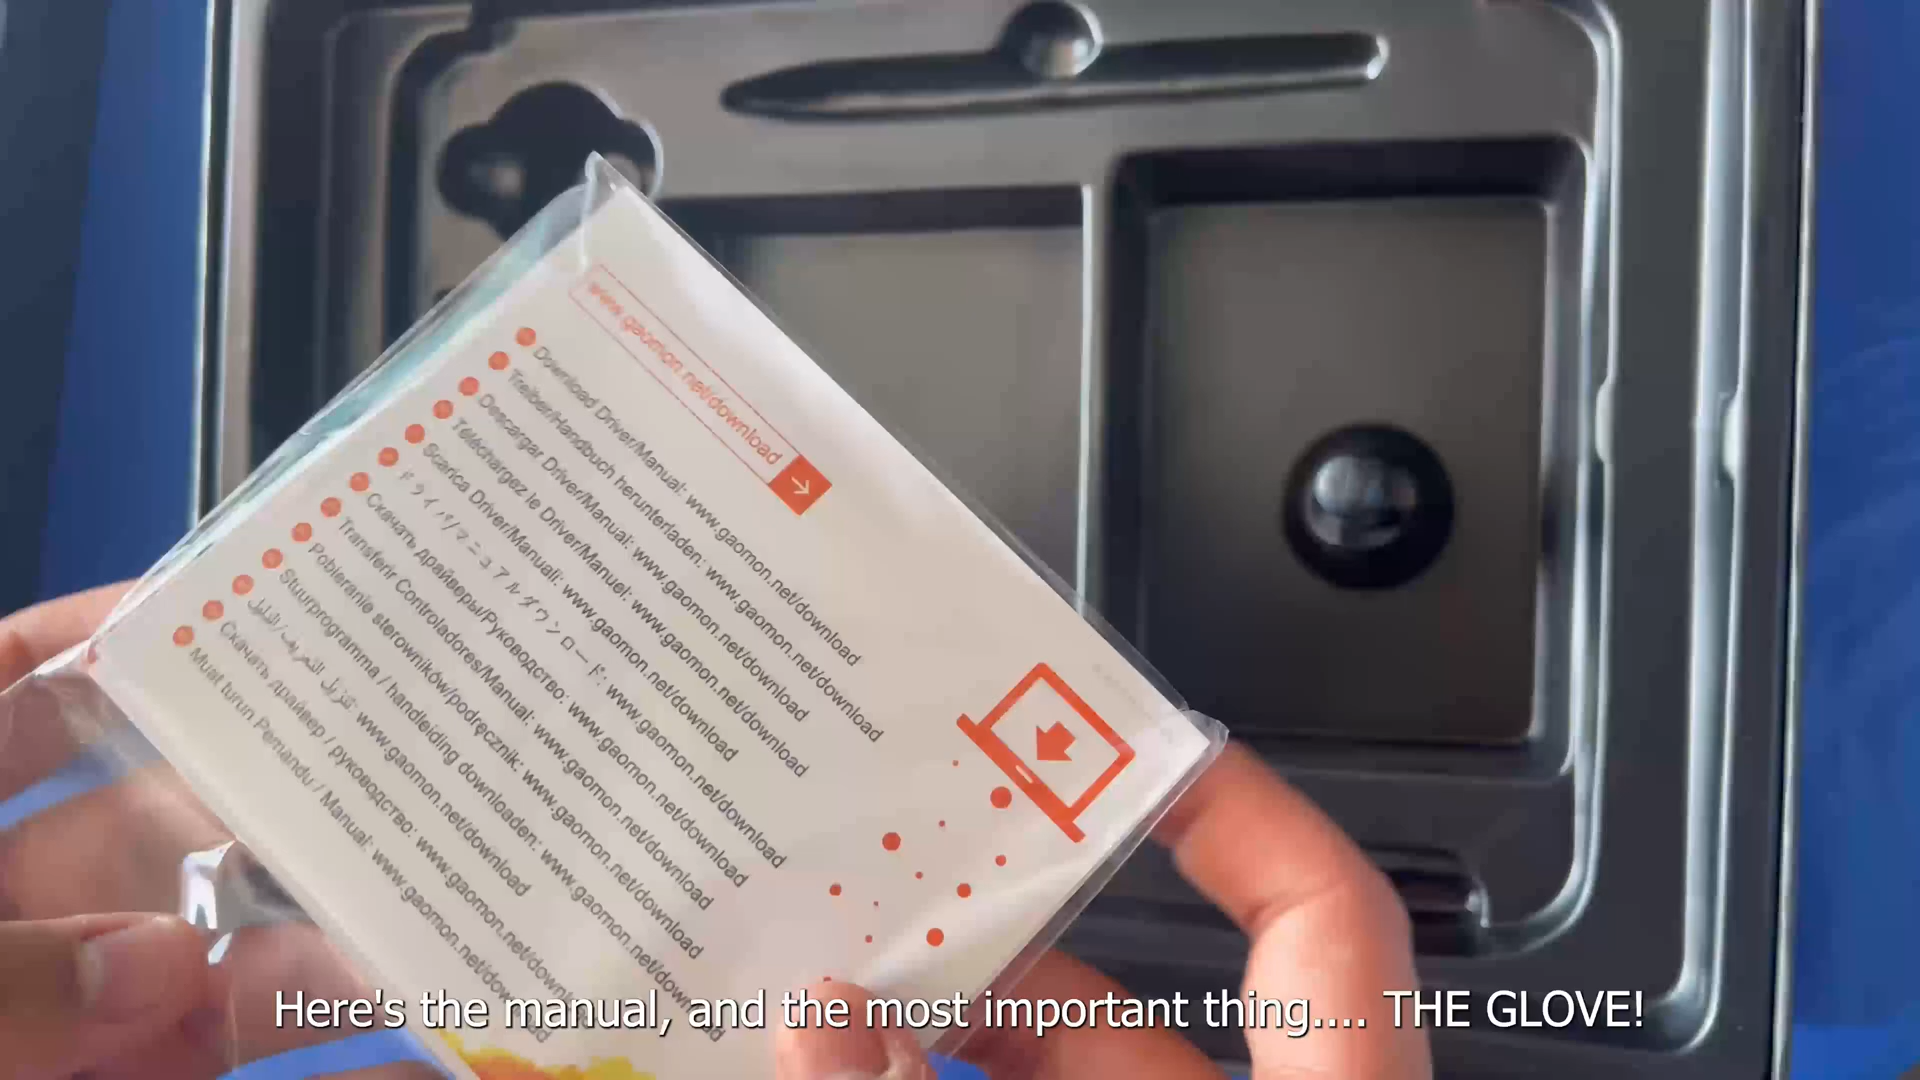 www.gaomon.net/download
Download Driver/Manual: www.gaomon.net/download
Treiber/Handbuch herunterladen: www.gaomon.net/download
Descargar Driver/Manual: www.gaomon.net/download
Téléchargez le Driver/Manuel: www.gaomon.net/download
Scarica Driver/Manuali: www.gaomon.net/download
ドライバ/マニュアルダウンロード: www.gaomon.net/download
Скачать драйверы/Руководство: www.gaomon.net/download
Transferir Controladores/Manual: www.gaomon.net/download
Pobieranie sterowników/podręcznik: www.gaomon.net/download
Stuurprogramma / handleiding downloaden: www.gaomon.net/download
تنزيل التعريف/الدليل: www.gaomon.net/download
Скачать драйвер / руководство: www.gaomon.net/down
Muat turun Pemandu / Manual: www.gaomon.net/download
Here's the manual, and the most important thing.... THE GLOVE!